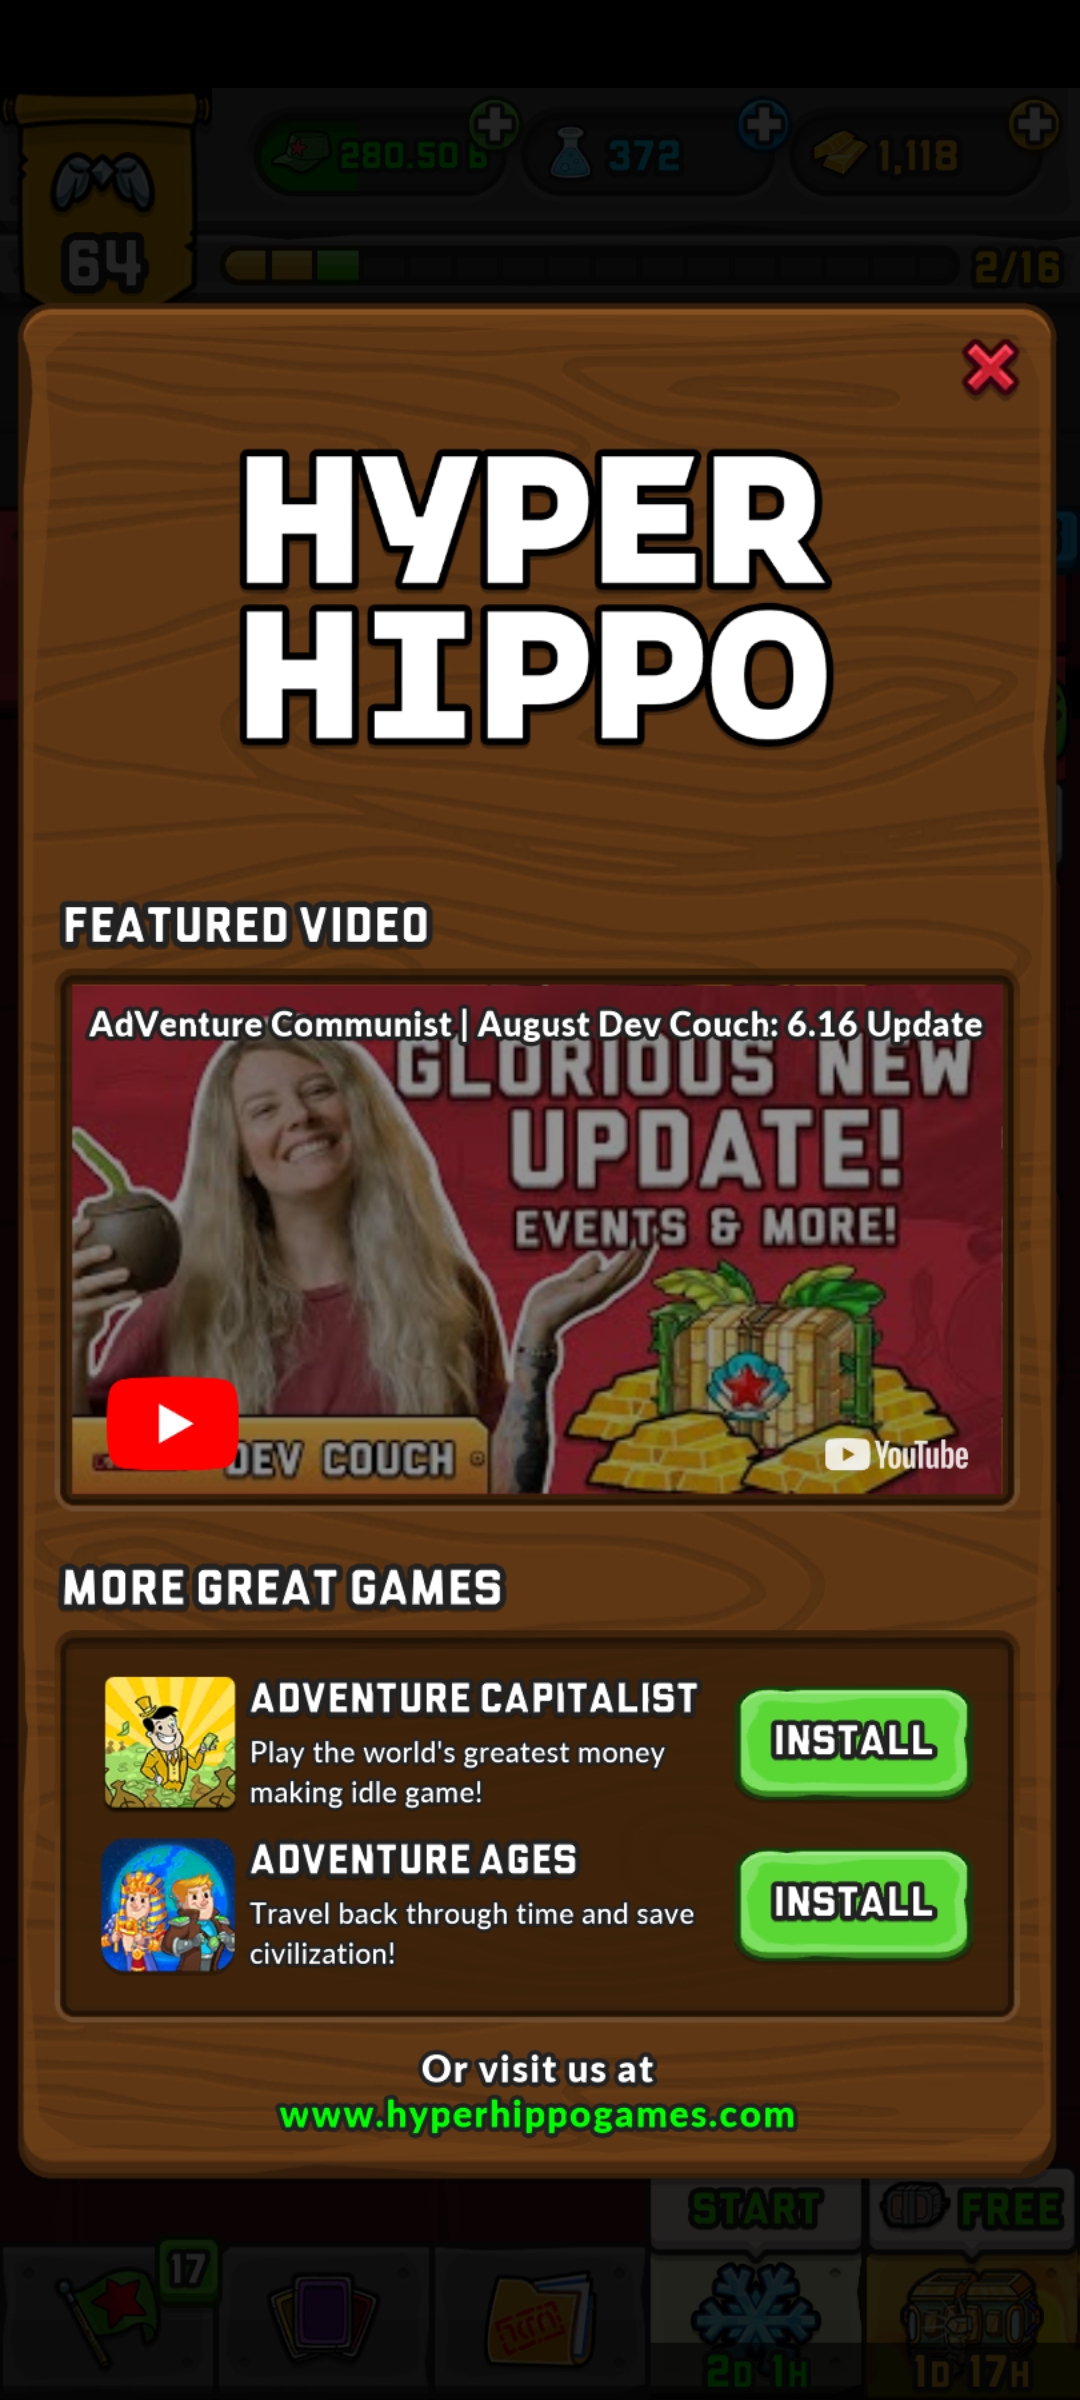 280.50 b
372
1,118
64
2/16
HYPER
HIPPO
FEATURED VIDEO
AdVenture Communist | August Dev Couch: 6.16 Update
GLORIOUS NEW
UPDATE!
EVENTS & MORE!
DEV COUCH
YouTube
MORE GREAT GAMES
ADVENTURE CAPITALIST
Play the world's greatest money
making idle game!
INSTALL
ADVENTURE AGES
Travel back through time and save
civilization!
INSTALL
Or visit us at
www.hyperhippogames.com
START
FREE
17
2D 1H
1D 17H